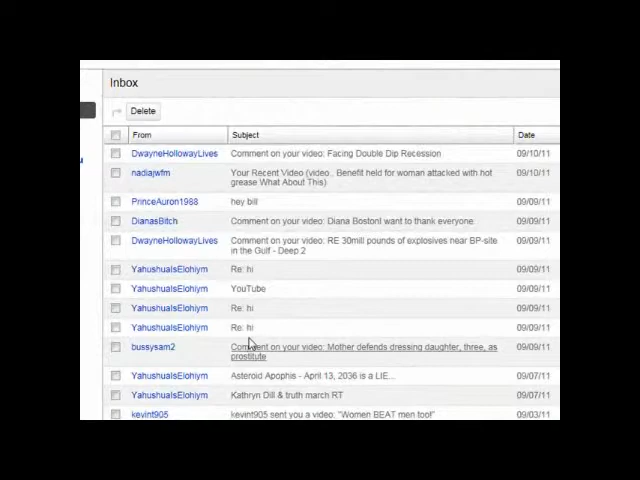 Inbox
Delete
From Subject Date
DwayneHollowayLives Comment on your video: Facing Double Dip Recession 09/10/11
nadiajwfm Your Recent Video (video.. Benefit held for woman attacked with hot 09/10/11
grease What About This)
PrinceAuron1988 hey bill 09/09/11
DianasBitch Comment on your video: Diana BostonI want to thank everyone 09/09/11
DwayneHollowayLives Comment on your video: RE 30mill pounds of explosives near BP-site 09/09/11
in the Gulf - Deep 2
YahushuaIsElohiym Re: hi 09/09/11
YahushuaIsElohiym YouTube 09/09/11
YahushuaIsElohiym Re: hi 09/09/11
YahushuaIsElohiym Re: hi 09/09/11
bussysam2 Comment on your video: Mother defends dressing daughter, three, as 09/09/11
prostitute
YahushuaIsElohiym Asteroid Apophis - April 13, 2036 is a LIE... 09/07/11
YahushuaIsElohiym Kathryn Dill & truth march RT 09/07/11
kevint905 kevint905 sent you a video: "Women BEAT men too!" 09/03/11